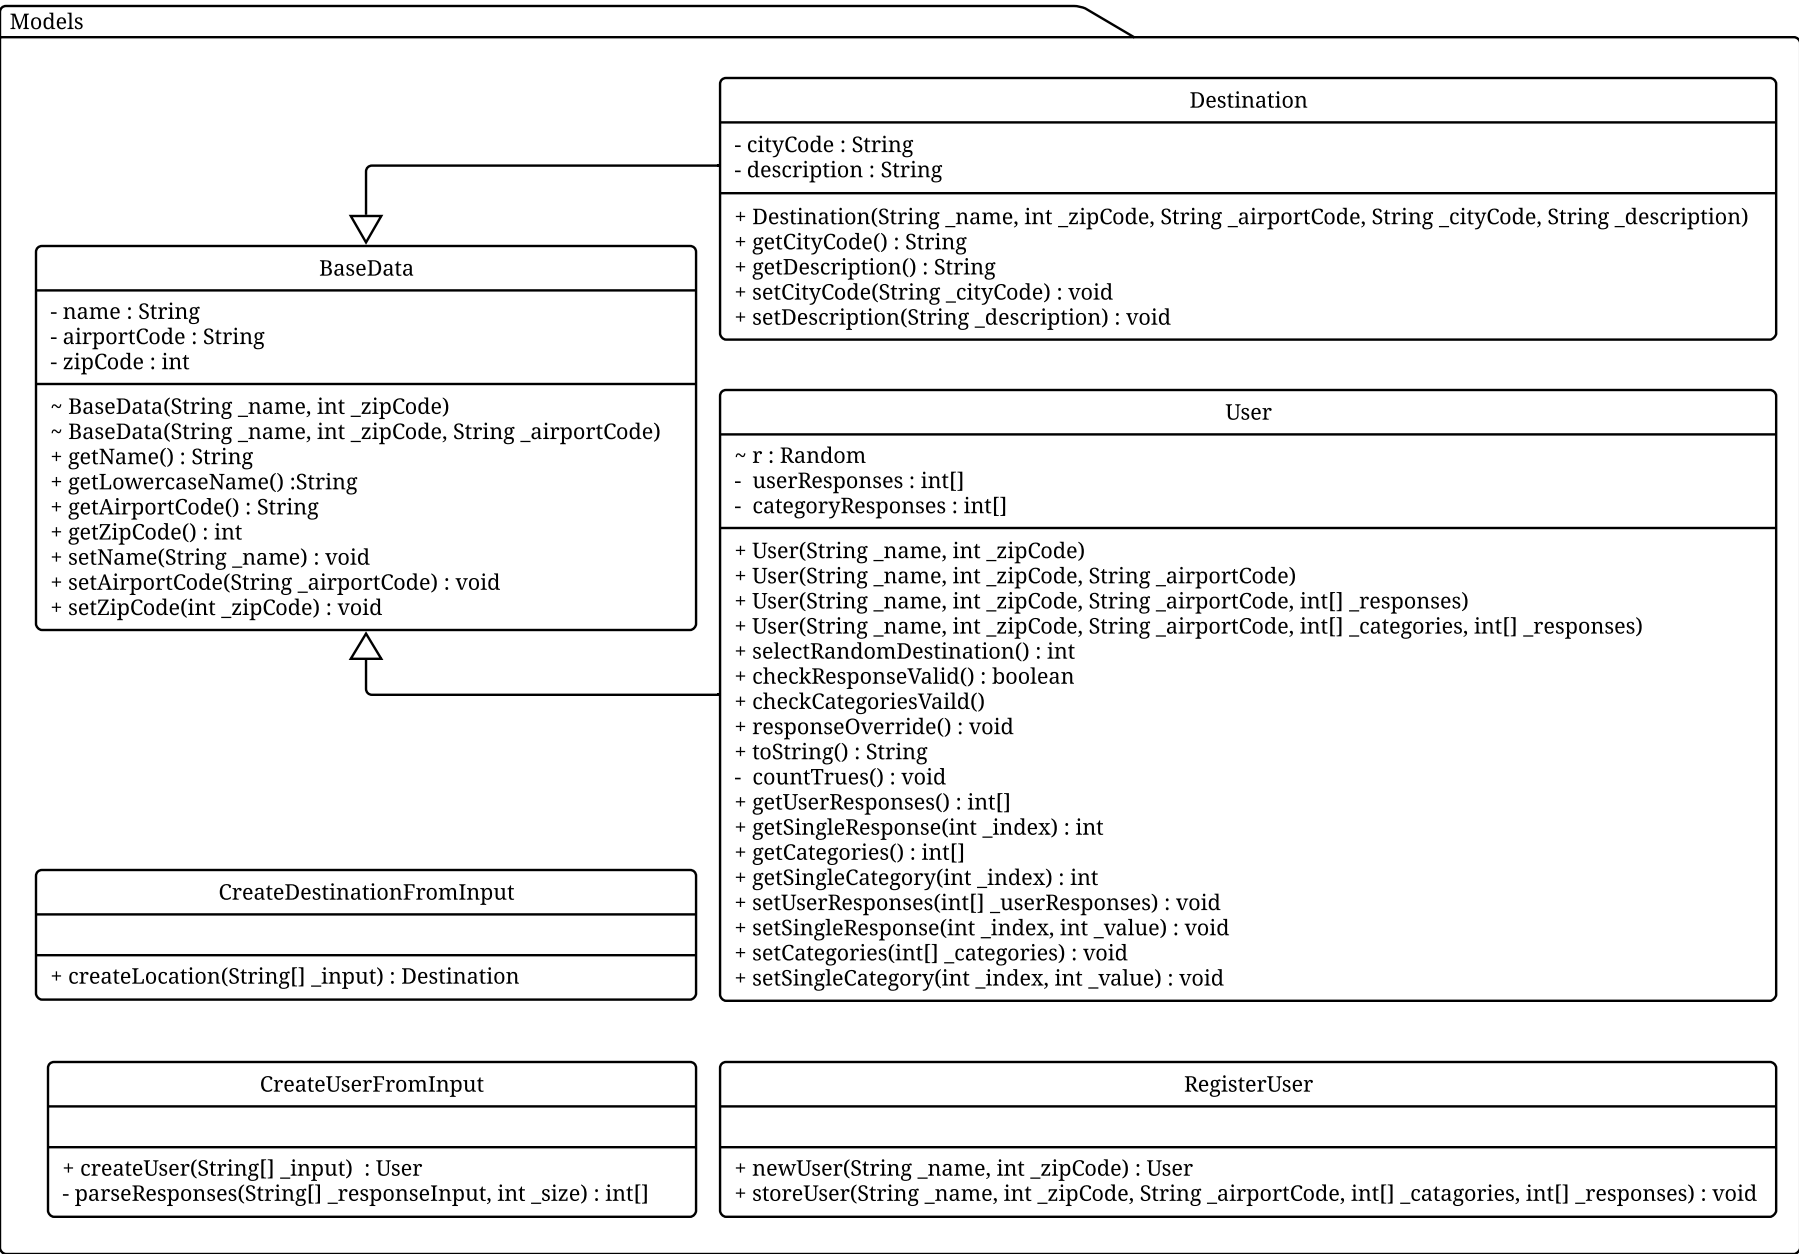 Models
Destination
- cityCode : String
- description : String
+ Destination(String _name, int _zipCode, String _airportCode, String _cityCode, String _description)
+ getCityCode() : String
+ getDescription() : String
+ setCityCode(String _cityCode) : void
+ setDescription(String _description) : void
BaseData
- name : String
- airportCode : String
- zipCode : int
~ BaseData(String _name, int _zipCode)
~ BaseData(String _name, int _zipCode, String _airportCode)
+ getName() : String
+ getLowercaseName() :String
+ getAirportCode() : String
+ getZipCode() : int
+ setName(String _name) : void
+ setAirportCode(String _airportCode) : void
+ setZipCode(int _zipCode) : void
User
~ r : Random
-  userResponses : int[]
-  categoryResponses : int[]
+ User(String _name, int _zipCode)
+ User(String _name, int _zipCode, String _airportCode)
+ User(String _name, int _zipCode, String _airportCode, int[] _responses)
+ User(String _name, int _zipCode, String _airportCode, int[] _categories, int[] _responses)
+ selectRandomDestination() : int
+ checkResponseValid() : boolean
+ checkCategoriesVaild()
+ responseOverride() : void
+ toString() : String
-  countTrues() : void
+ getUserResponses() : int[]
+ getSingleResponse(int _index) : int
+ getCategories() : int[]
+ getSingleCategory(int _index) : int
+ setUserResponses(int[] _userResponses) : void
+ setSingleResponse(int _index, int _value) : void
+ setCategories(int[] _categories) : void
+ setSingleCategory(int _index, int _value) : void
CreateDestinationFromInput
+ createLocation(String[] _input) : Destination
CreateUserFromInput
+ createUser(String[] _input)  : User
- parseResponses(String[] _responseInput, int _size) : int[]
RegisterUser
+ newUser(String _name, int _zipCode) : User
+ storeUser(String _name, int _zipCode, String _airportCode, int[] _catagories, int[] _responses) : void